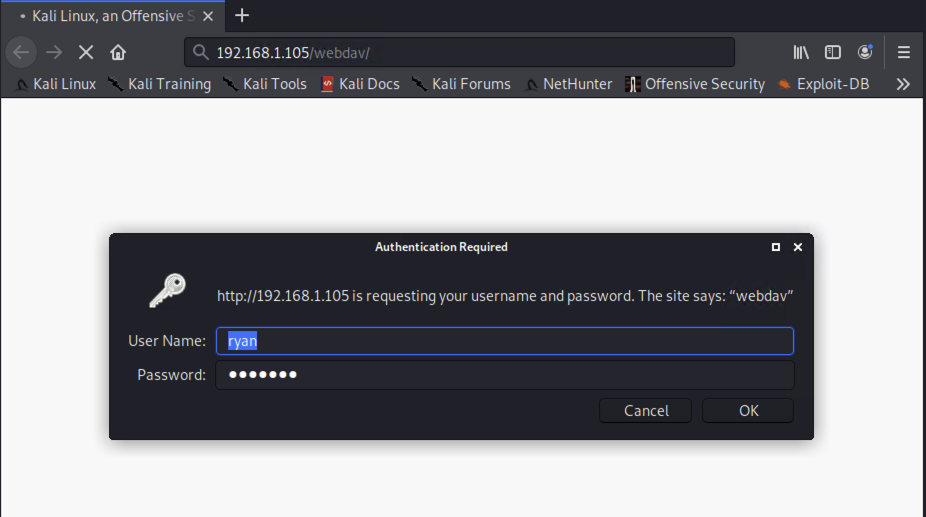 Kali Linux, an Offensive S
192.168.1.105/webdav/
Kali Linux Kali Training Kali Tools Kali Docs Kali Forums NetHunter Offensive Security Exploit-DB
Authentication Required
http://192.168.1.105 is requesting your username and password. The site says: “webdav”
User Name: ryan
Password: •••••••
Cancel OK